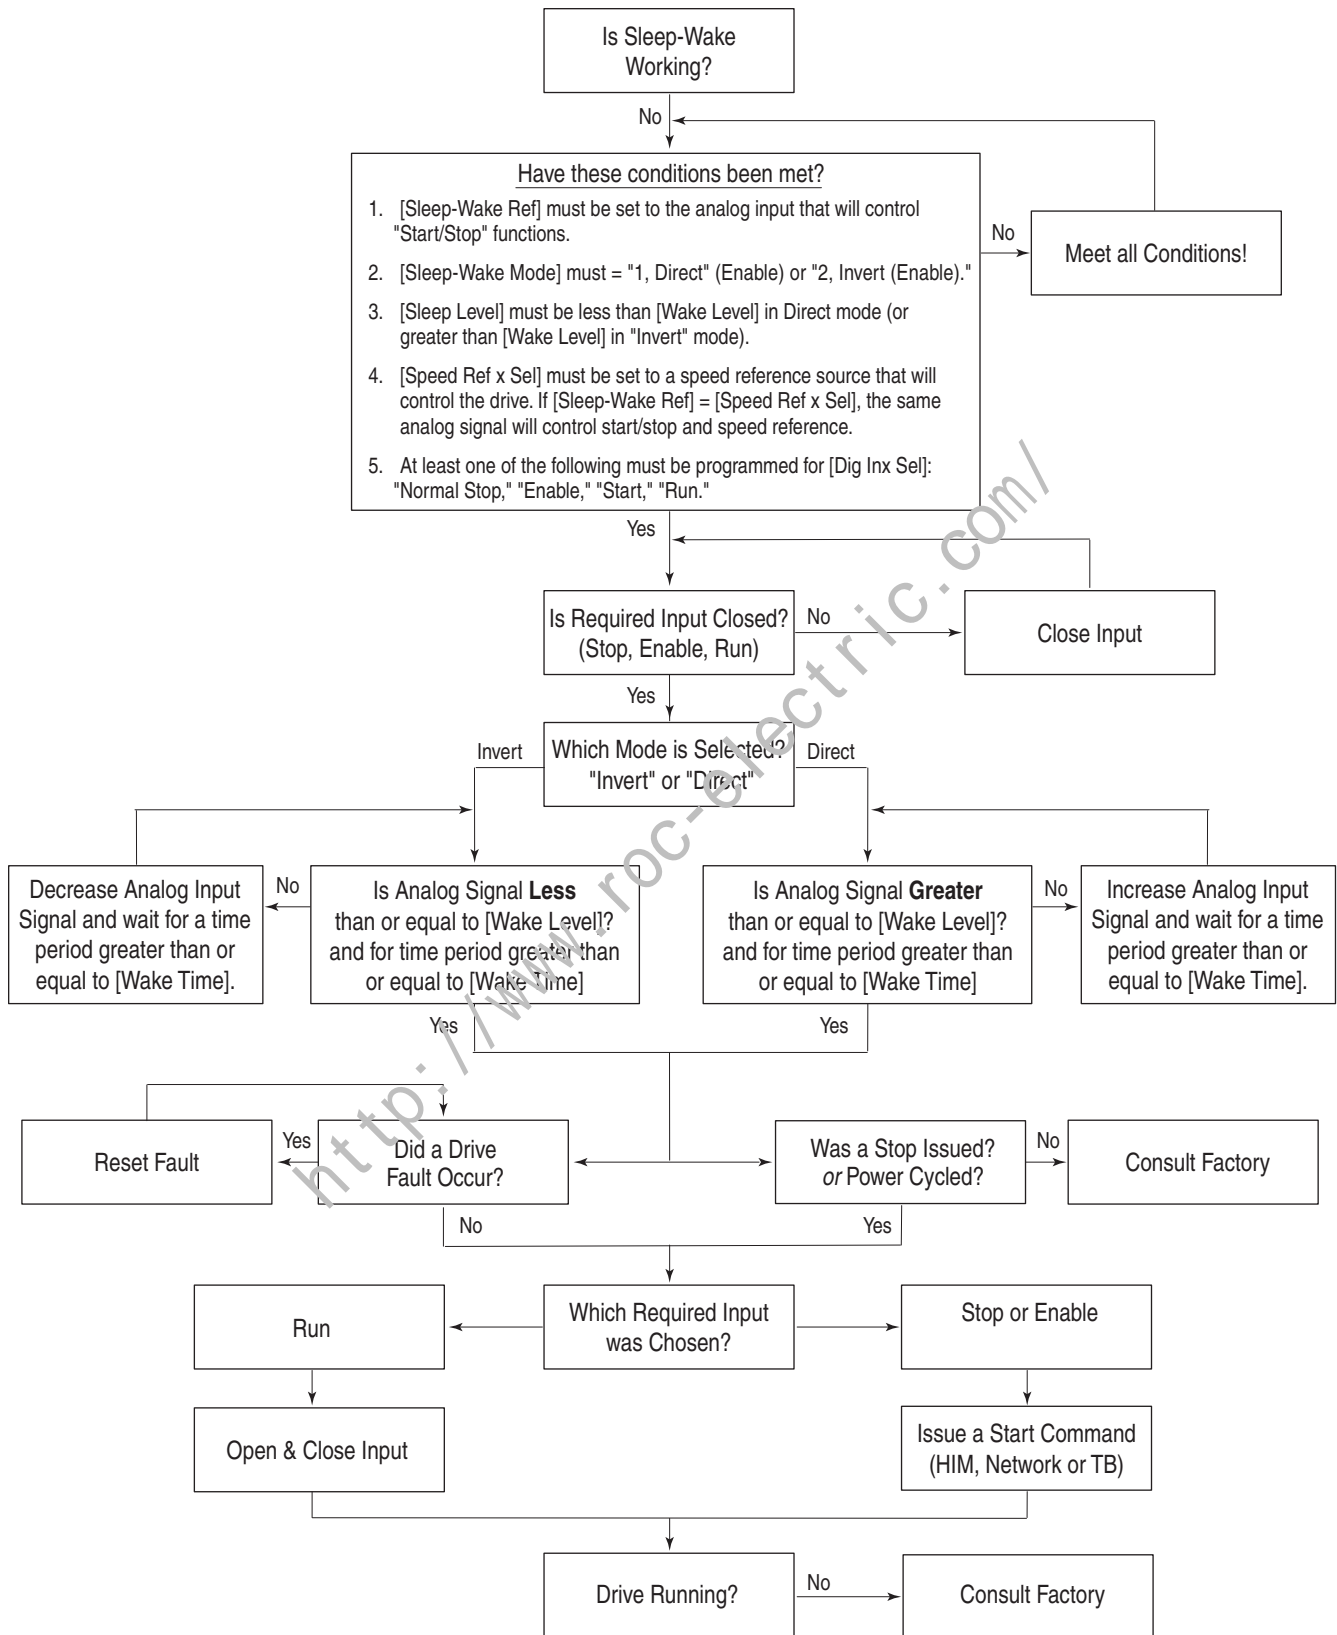 Is Sleep-Wake
Working?
No
Have these conditions been met?
1. [Sleep-Wake Ref] must be set to the analog input that will control
"Start/Stop" functions.
No
Meet all Conditions!
2. [Sleep-Wake Mode] must = "1, Direct" (Enable) or "2, Invert (Enable)."
3. [Sleep Level] must be less than [Wake Level] in Direct mode (or
greater than [Wake Level] in "Invert" mode).
4. [Speed Ref x Sel] must be set to a speed reference source that will
control the drive. If [Sleep-Wake Ref] = [Speed Ref x Sel], the same
analog signal will control start/stop and speed reference.
5. At least one of the following must be programmed for [Dig Inx Sel]:
"Normal Stop," "Enable," "Start," "Run."
Yes
Is Required Input Closed?
(Stop, Enable, Run)
No
Close Input
Yes
Which Mode is Selected?
"Invert" or "Direct"
Invert
Direct
Decrease Analog Input
Signal and wait for a time
period greater than or
equal to [Wake Time].
No
Is Analog Signal Less
than or equal to [Wake Level]?
and for time period greater than
or equal to [Wake Time]
Is Analog Signal Greater
than or equal to [Wake Level]?
and for time period greater than
or equal to [Wake Time]
No
Increase Analog Input
Signal and wait for a time
period greater than or
equal to [Wake Time].
Yes
Yes
Reset Fault
Yes
Did a Drive
Fault Occur?
Was a Stop Issued?
or Power Cycled?
No
Consult Factory
No
Yes
Run
Which Required Input
was Chosen?
Stop or Enable
Open & Close Input
Issue a Start Command
(HIM, Network or TB)
Drive Running?
No
Consult Factory
http://www.roc-electric.com/